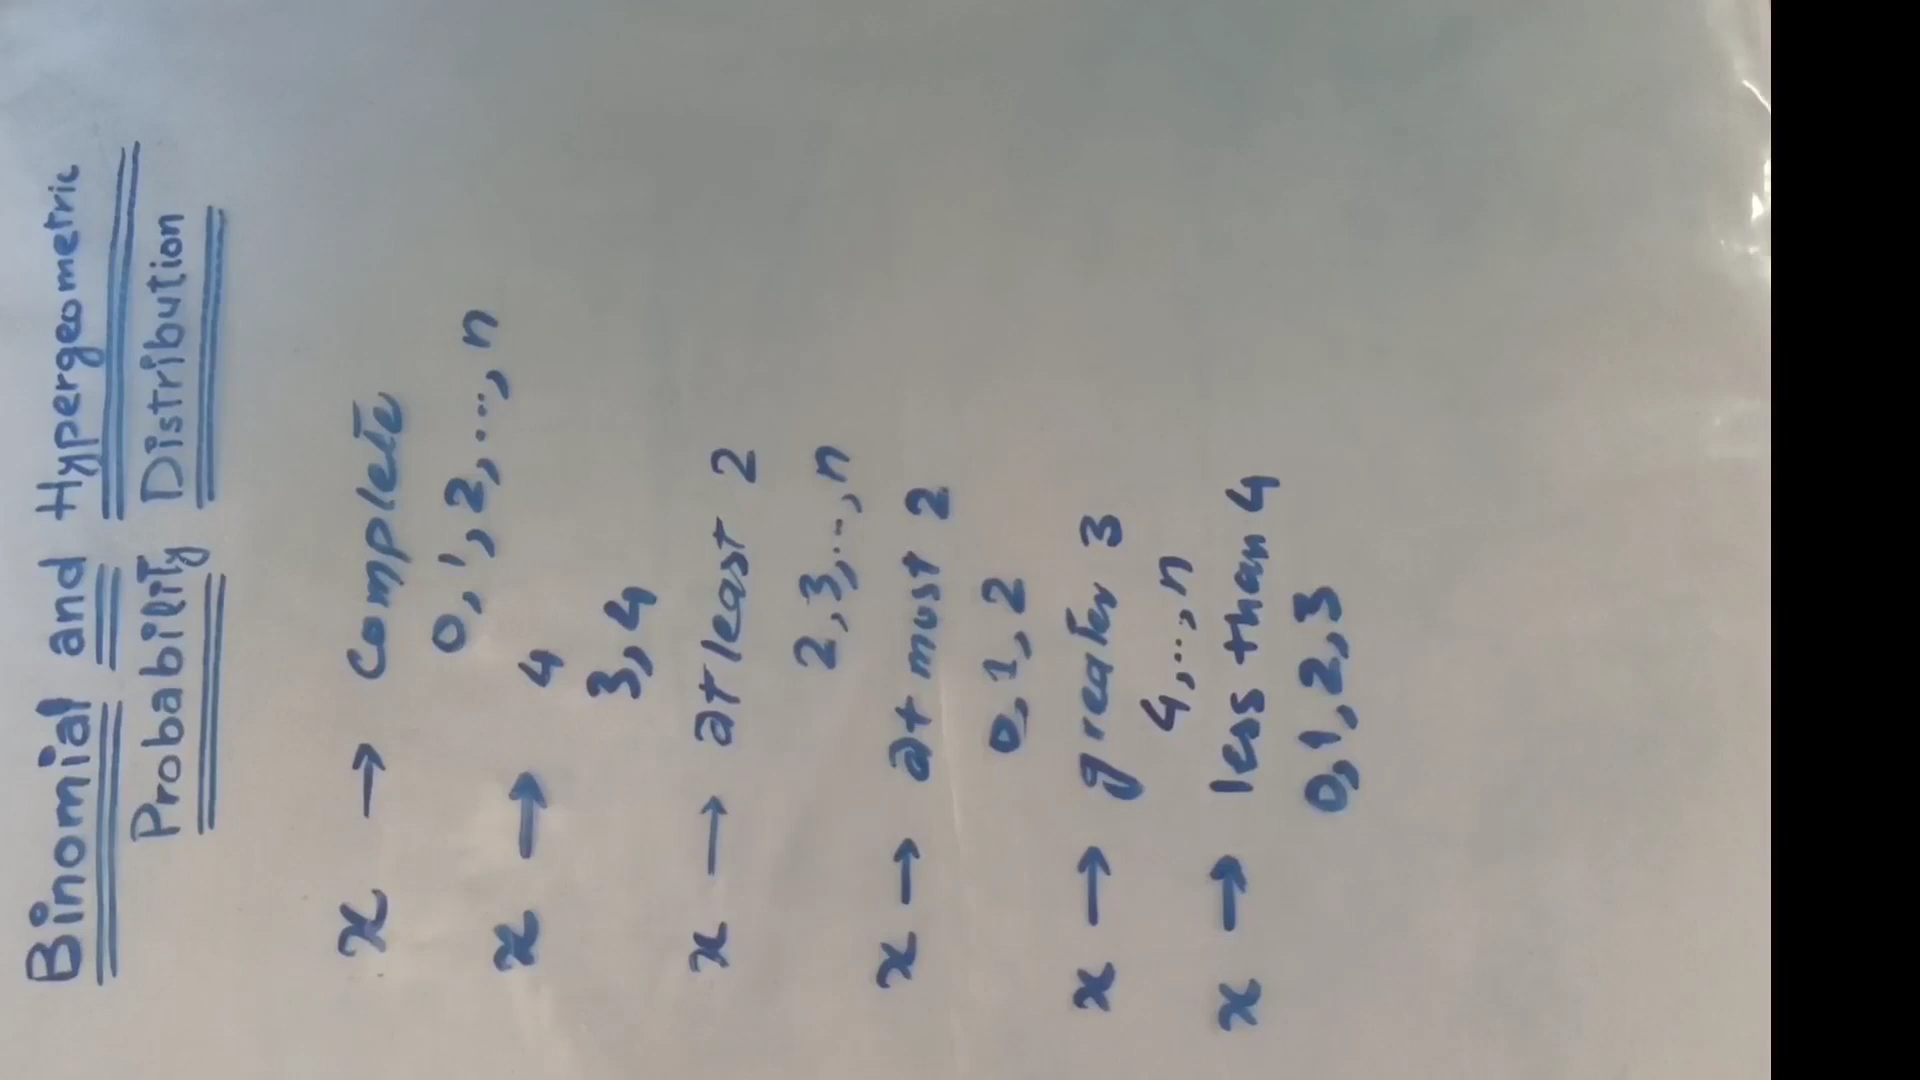 Binomial and Hypergeometric
Probability Distribution
x → Complete
0, 1, 2, ..., n
x → 4
3, 4
x → at least 2
2, 3, ..., n
x → at must 2
0, 1, 2
x → greater 3
4, ..., n
x → less than 4
0, 1, 2, 3